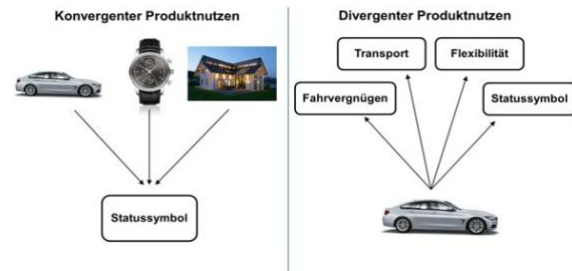 Konvergenter Produktnutzen
Statussymbol
Divergenter Produktnutzen
Transport
Flexibilität
Fahrvergnügen
Statussymbol